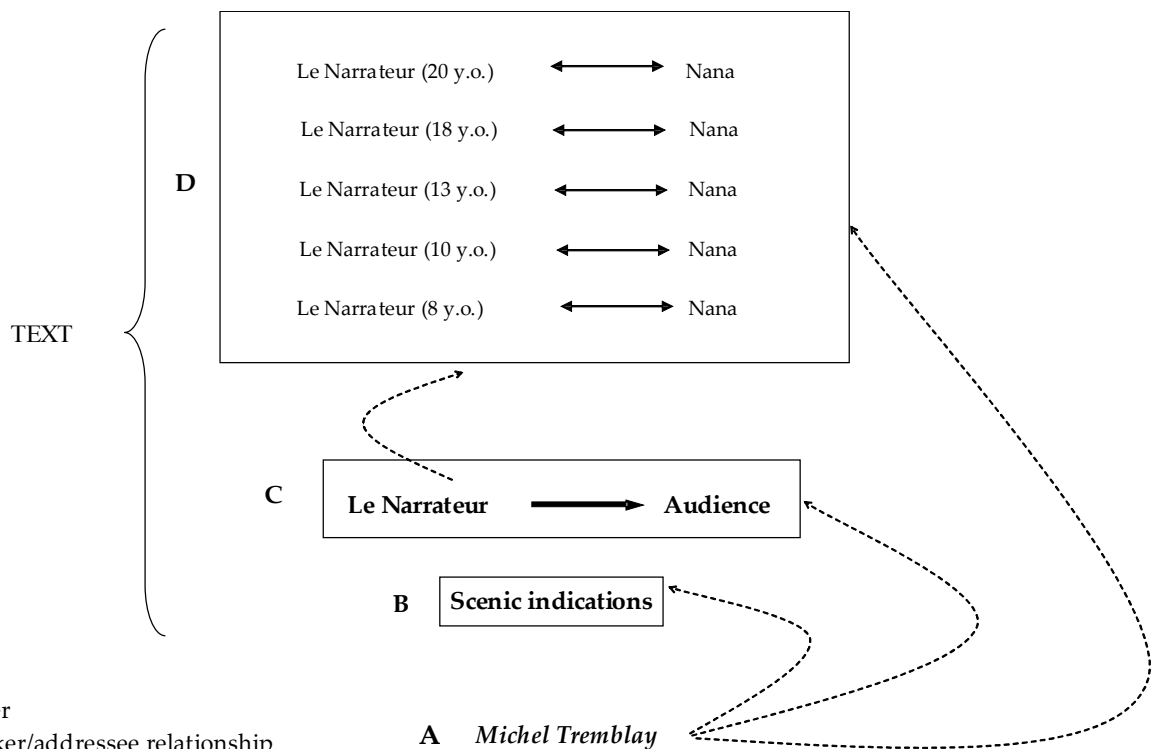 Le Narrateur (20 y.o.) Nana
Le Narrateur (18 y.o.) Nana
D
Le Narrateur (13 y.o.) Nana
Le Narrateur (10 y.o.) Nana
Le Narrateur (8 y.o.) Nana
TEXT
C
Le Narrateur Audience
B
Scenic indications
A Michel Tremblay
er
ker/addressee relationship